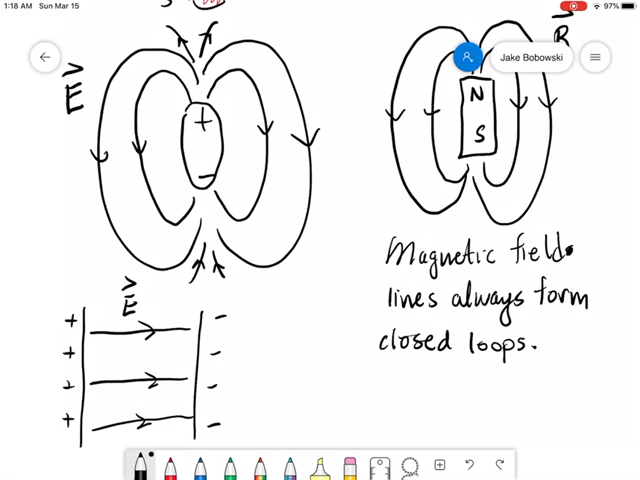 1:18 AM Sun Mar 15
97%
E
B
Jake Bobowski
+
−
N
S
Magnetic field
lines always form
closed loops.
E
+ −
+ −
+ −
+ −